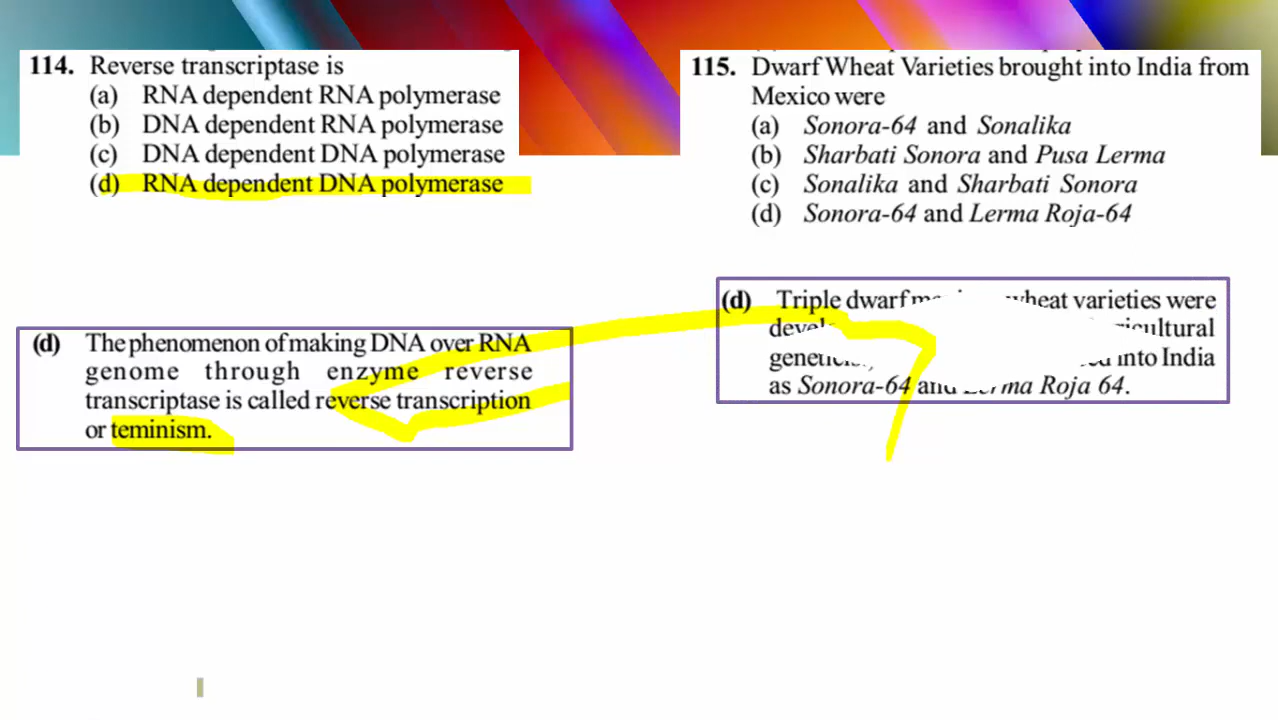 114. Reverse transcriptase is
(a) RNA dependent RNA polymerase
(b) DNA dependent RNA polymerase
(c) DNA dependent DNA polymerase
(d) RNA dependent DNA polymerase
(d) The phenomenon of making DNA over RNA
genome through enzyme reverse
transcriptase is called reverse transcription
or teminism.
115. Dwarf Wheat Varieties brought into India from
Mexico were
(a) Sonora-64 and Sonalika
(b) Sharbati Sonora and Pusa Lerma
(c) Sonalika and Sharbati Sonora
(d) Sonora-64 and Lerma Roja-64
(d) Triple dwarf wheat varieties were
into India
as Sonora-64 and Roja 64.